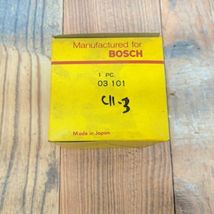 Manufactured for
BOSCH
1 PC.
03 101
C11-3
Made in Japan